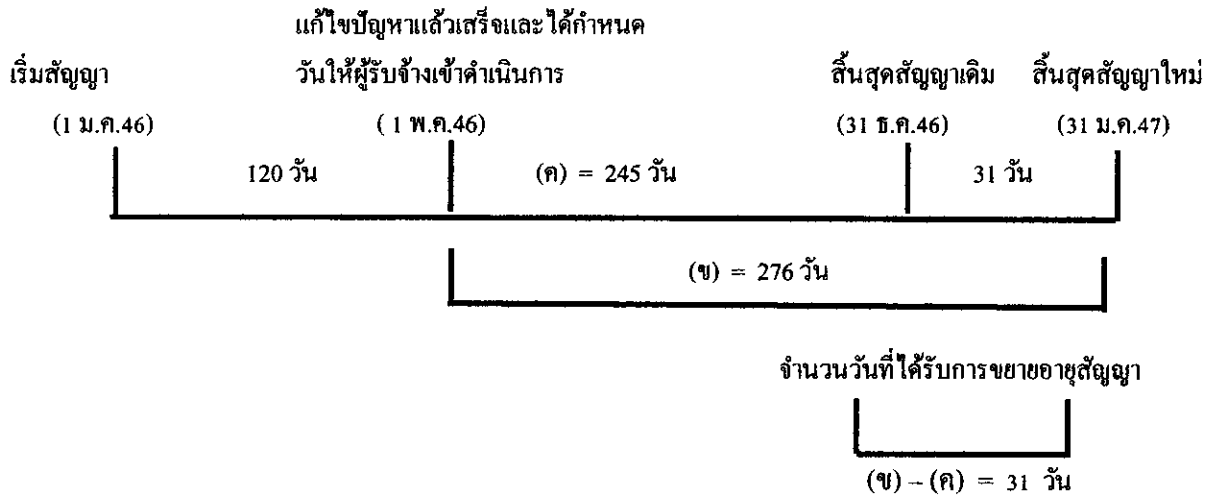 แก้ไขปัญหาแล้วเสร็จและได้กำหนด
เริ่มสัญญา วันให้ผู้รับจ้างเข้าดำเนินการ สิ้นสุดสัญญาเดิม สิ้นสุดสัญญาใหม่
(1 ม.ค.46) ( 1 พ.ค.46) (31 ธ.ค.46) (31 ม.ค.47)
120 วัน (ค) = 245 วัน 31 วัน
(ข) = 276 วัน
จำนวนวันที่ได้รับการขยายอายุสัญญา
(ข) – (ค) = 31 วัน